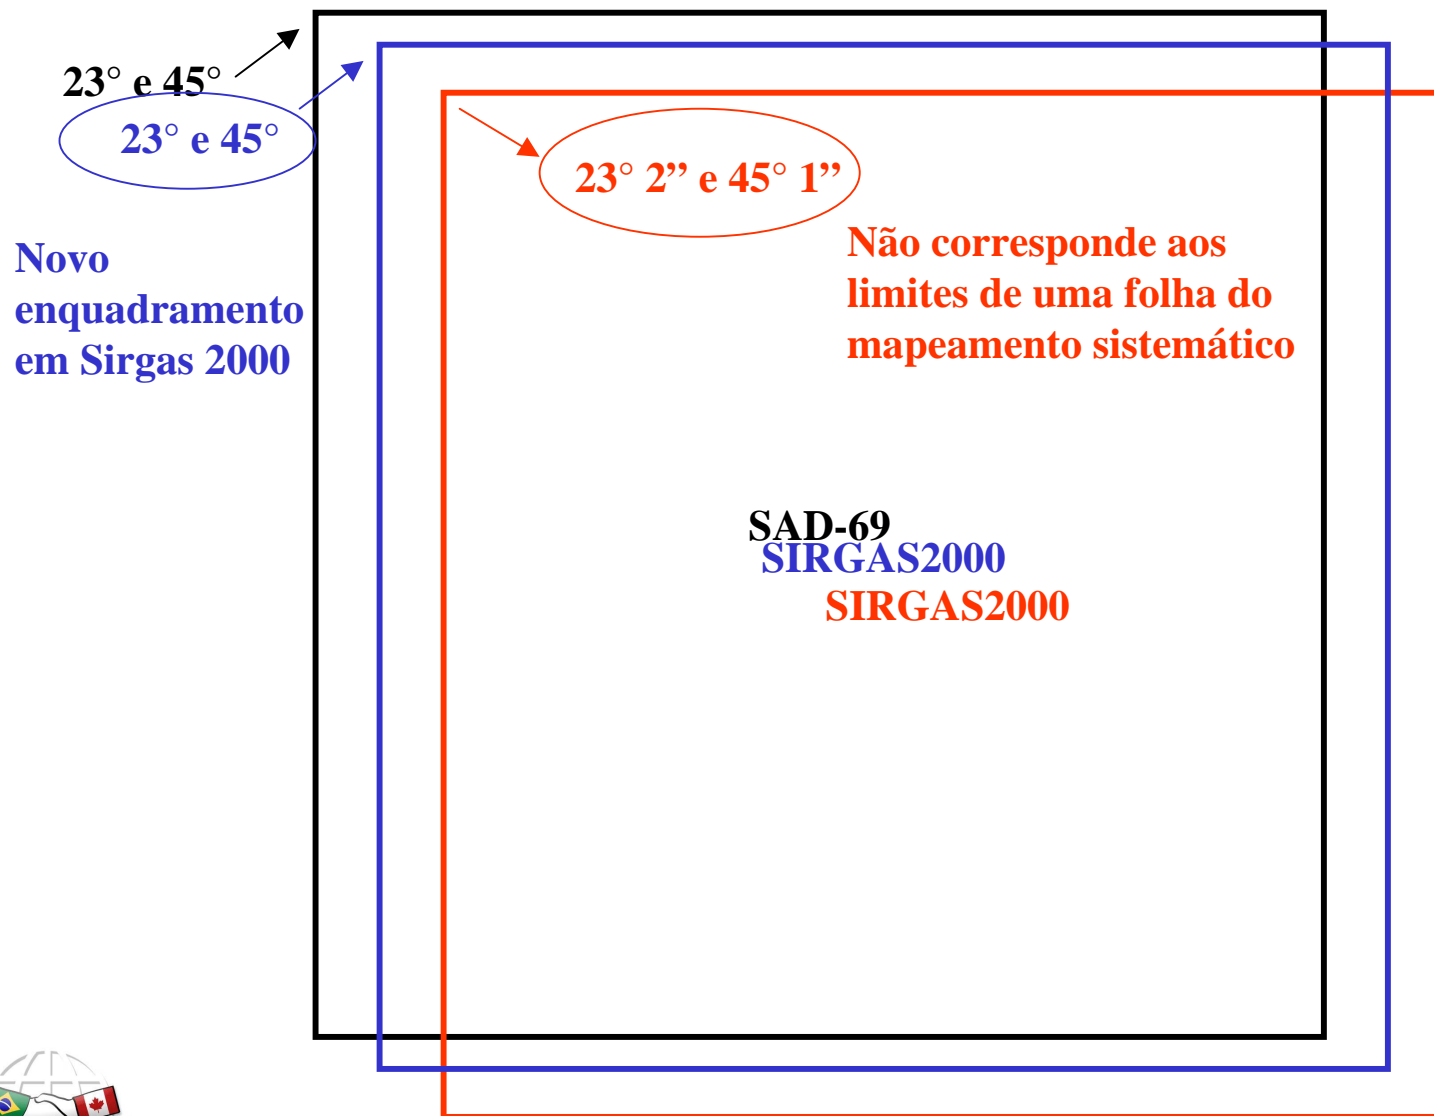 23° e 45°
23° e 45°
23° 2” e 45° 1”
Novo
enquadramento
em Sirgas 2000
Não corresponde aos
limites de uma folha do
mapeamento sistemático
SAD-69
SIRGAS2000
SIRGAS2000